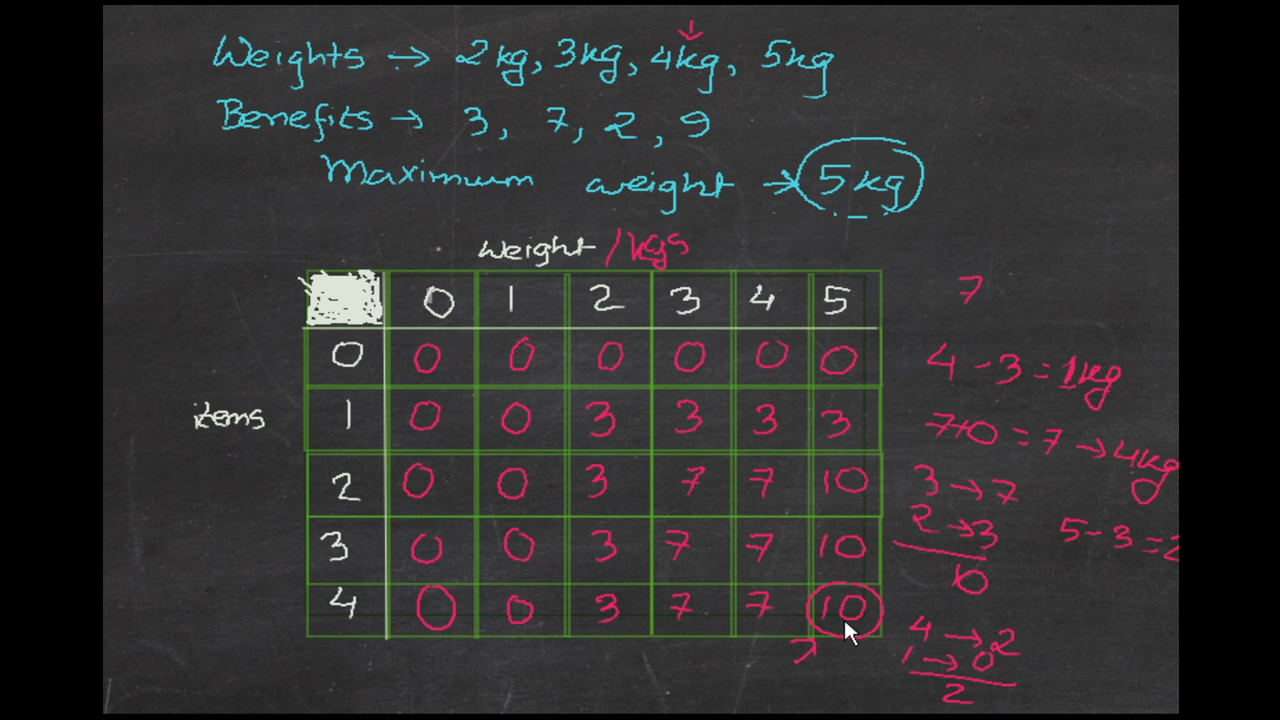 Weights → 2kg, 3kg, 4kg, 5kg
Benefits → 3, 7, 2, 9
Maximum weight → 5kg
weight /kgs
0 1 2 3 4 5
0 0 0 0 0 0 0
items 1 0 0 3 3 3 3
2 0 0 3 7 7 10
3 0 0 3 7 7 10
4 0 0 3 7 7 10
7
4 - 3 = 1kg
7+0 = 7 → 4kg
3 → 7
2 → 3
10
5 - 3 = 2
4 → 2
1 → 0
2